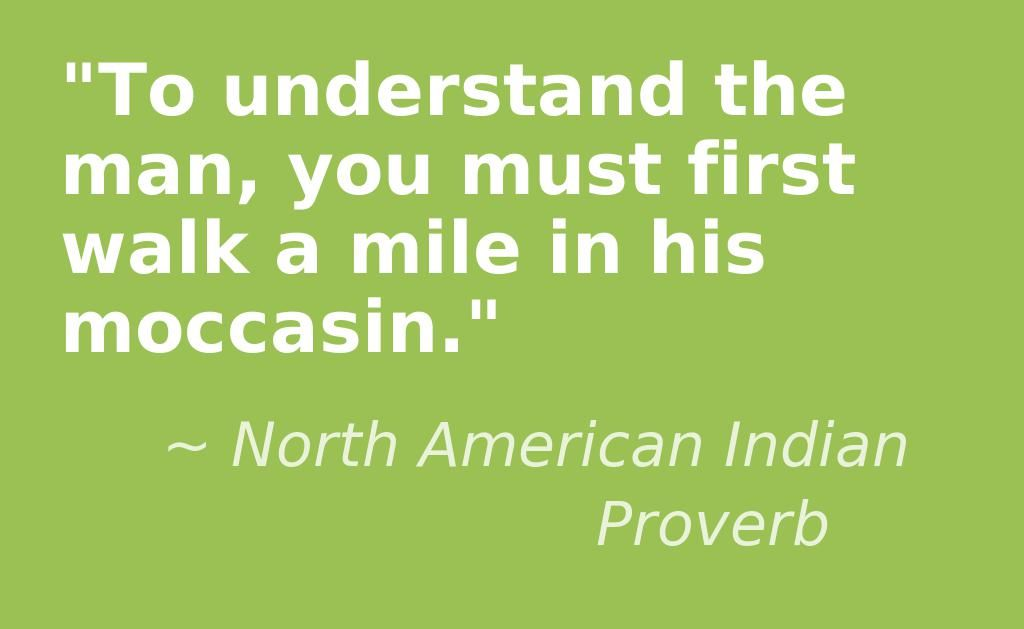 "To understand the
man, you must first
walk a mile in his
moccasin."
~ North American Indian
Proverb